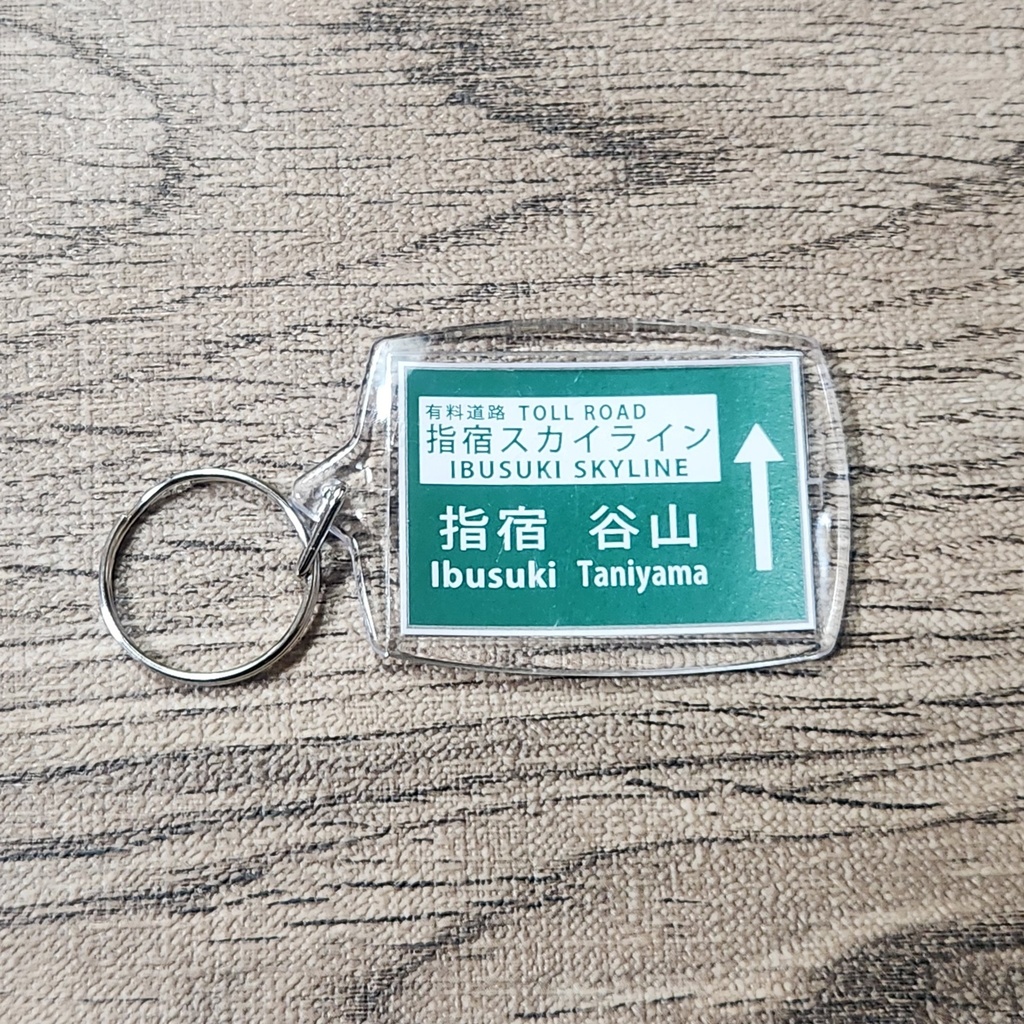 有料道路 TOLL ROAD
指宿スカイライン
IBUSUKI SKYLINE
指宿 谷山
Ibusuki Taniyama